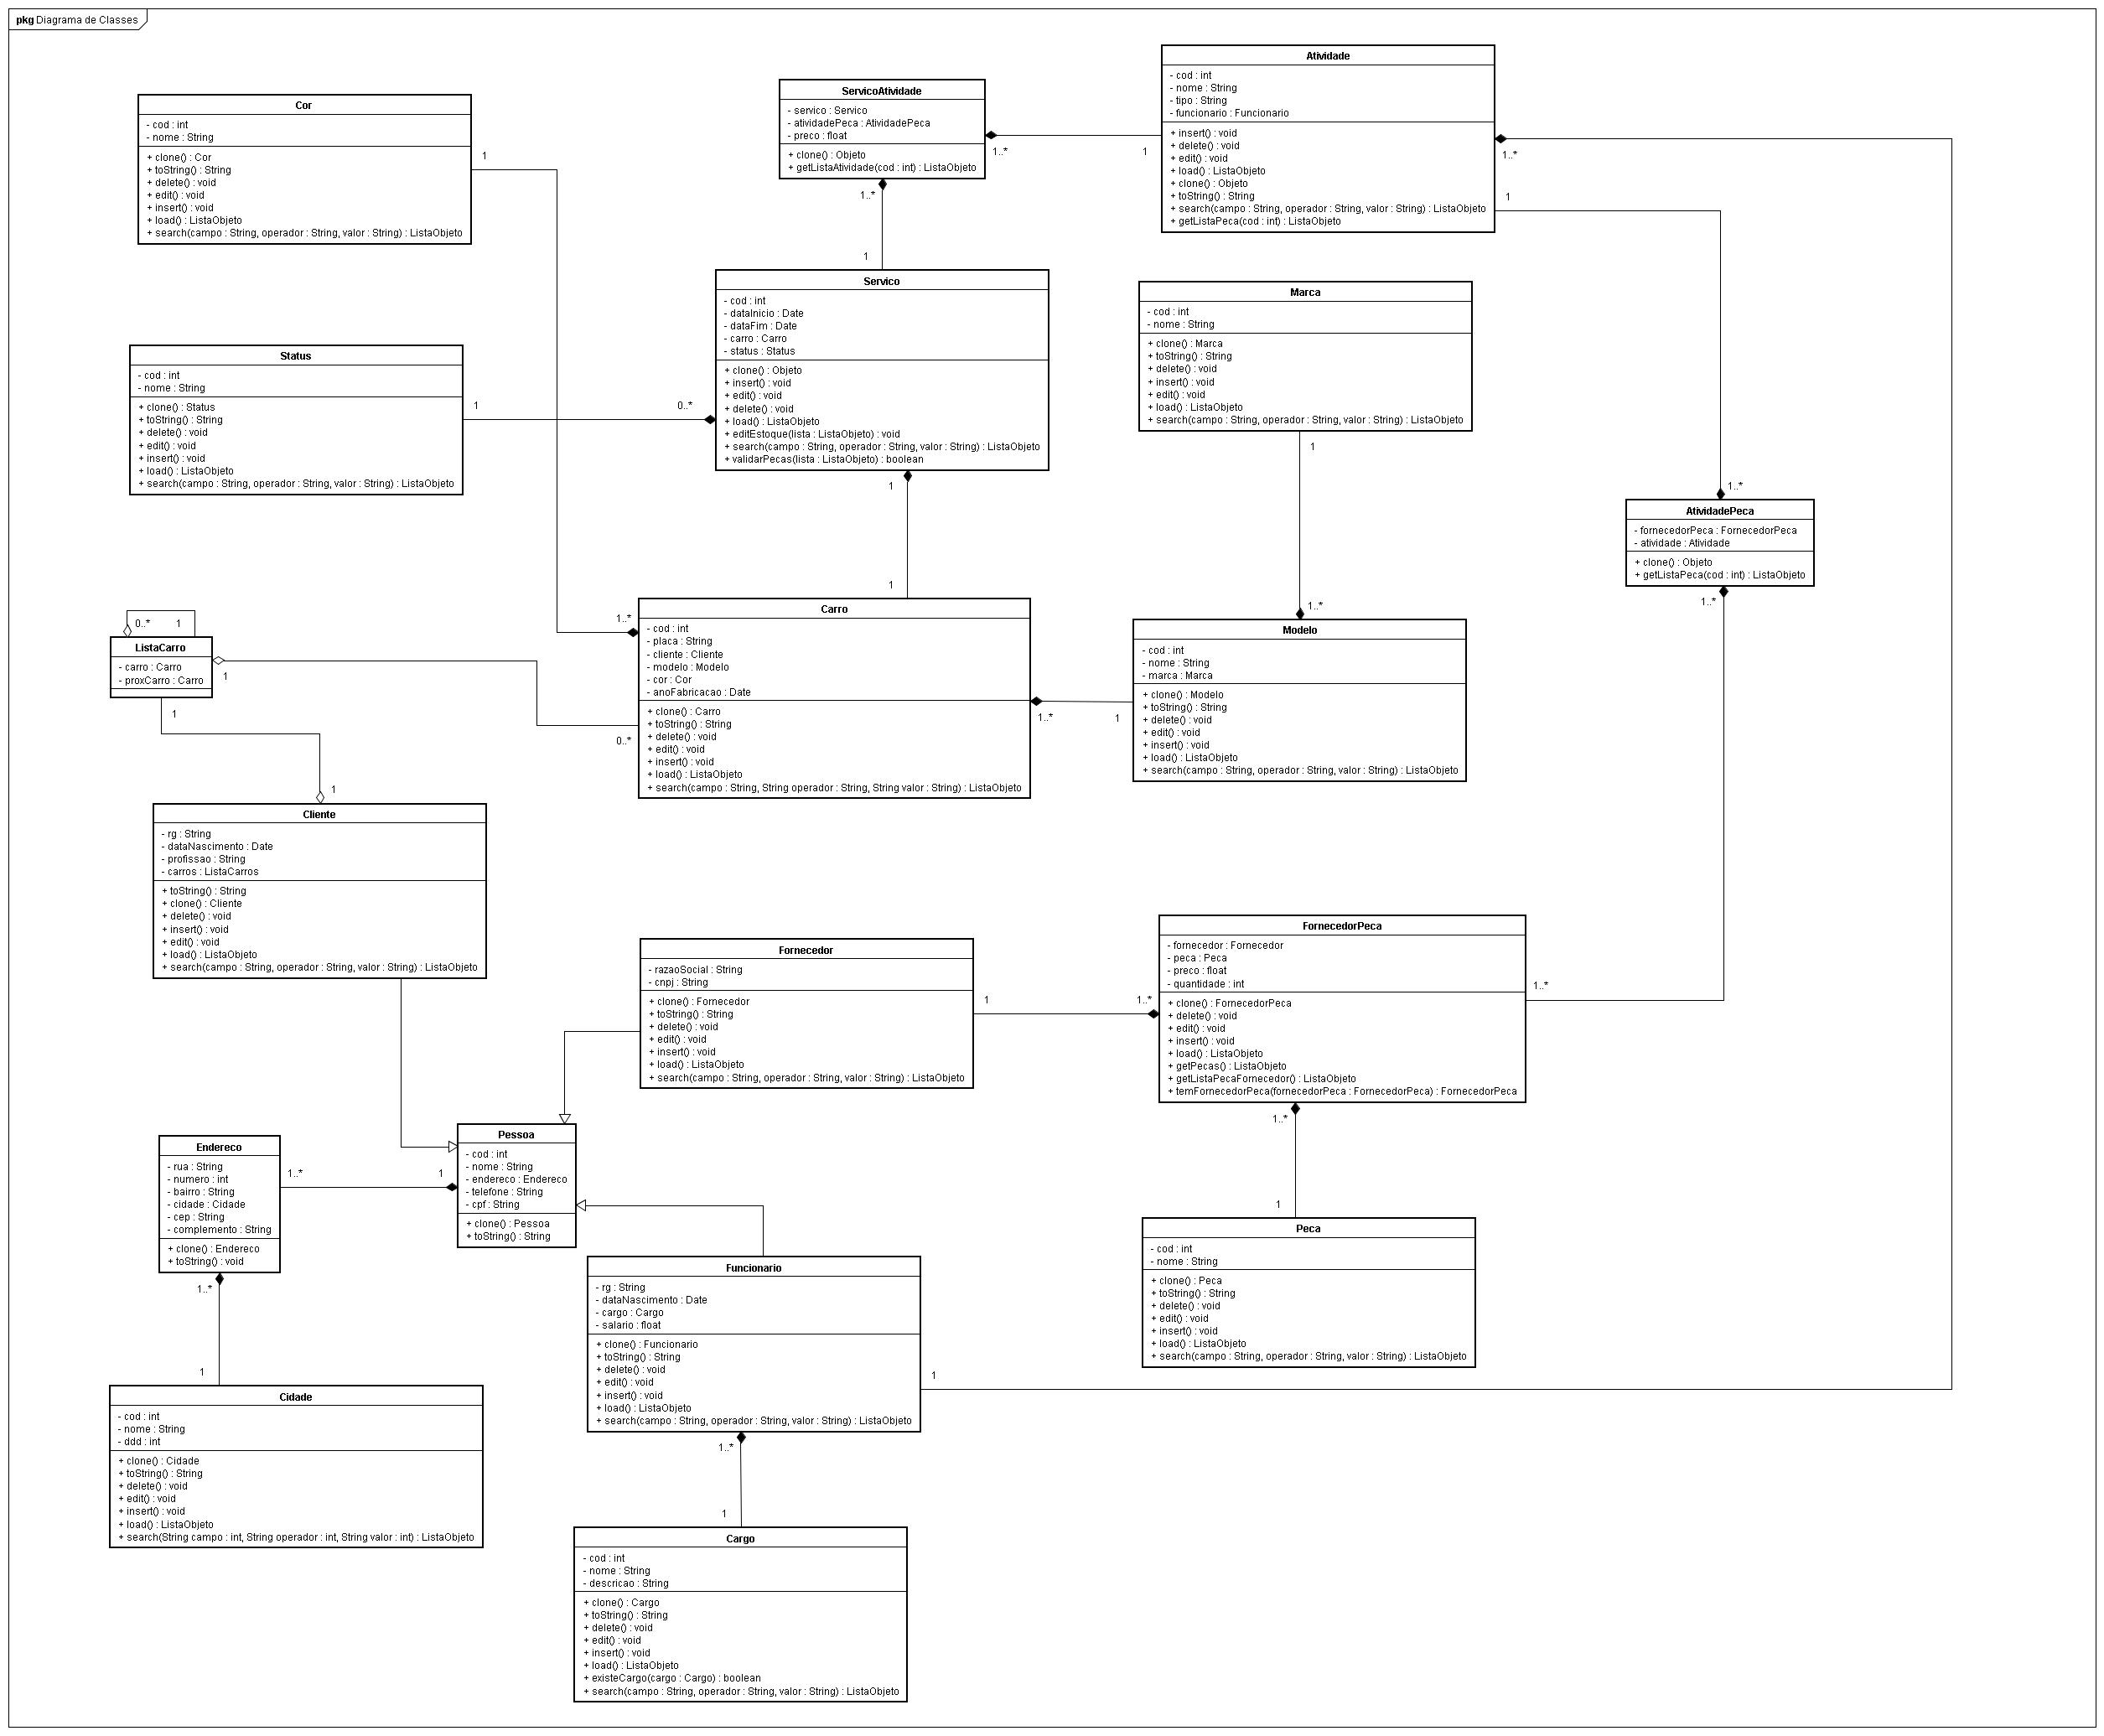 pkg Diagrama de Classes
Cor
- cod : int
- nome : String
+ clone() : Cor
+ toString() : String
+ delete() : void
+ edit() : void
+ insert() : void
+ load() : ListaObjeto
+ search(campo : String, operador : String, valor : String) : ListaObjeto
1
ServicoAtividade
- servico : Servico
- atividadePeca : AtividadePeca
- preco : float
+ clone() : Objeto
+ getListaAtividade(cod : int) : ListaObjeto
1..*
1
1..*
1
Atividade
- cod : int
- nome : String
- tipo : String
- funcionario : Funcionario
+ insert() : void
+ delete() : void
+ edit() : void
+ load() : ListaObjeto
+ clone() : Objeto
+ toString() : String
+ search(campo : String, operador : String, valor : String) : ListaObjeto
+ getListaPeca(cod : int) : ListaObjeto
1..*
1
Servico
- cod : int
- dataInicio : Date
- dataFim : Date
- carro : Carro
- status : Status
+ clone() : Objeto
+ insert() : void
+ edit() : void
+ delete() : void
+ load() : ListaObjeto
+ editEstoque(lista : ListaObjeto) : void
+ search(campo : String, operador : String, valor : String) : ListaObjeto
+ validarPecas(lista : ListaObjeto) : boolean
0..*
1
1
Marca
- cod : int
- nome : String
+ clone() : Marca
+ toString() : String
+ delete() : void
+ insert() : void
+ edit() : void
+ load() : ListaObjeto
+ search(campo : String, operador : String, valor : String) : ListaObjeto
1
1..*
Status
- cod : int
- nome : String
+ clone() : Status
+ toString() : String
+ delete() : void
+ edit() : void
+ insert() : void
+ load() : ListaObjeto
+ search(campo : String, operador : String, valor : String) : ListaObjeto
1
1..*
AtividadePeca
- fornecedorPeca : FornecedorPeca
- atividade : Atividade
+ clone() : Objeto
+ getListaPeca(cod : int) : ListaObjeto
1..*
0..*
1
ListaCarro
- carro : Carro
- proxCarro : Carro
1
1
Carro
- cod : int
- placa : String
- cliente : Cliente
- modelo : Modelo
- cor : Cor
- anoFabricacao : Date
+ clone() : Carro
+ toString() : String
+ delete() : void
+ edit() : void
+ insert() : void
+ load() : ListaObjeto
+ search(campo : String, String operador : String, String valor : String) : ListaObjeto
1..*
0..*
1..*
1
Modelo
- cod : int
- nome : String
- marca : Marca
+ clone() : Modelo
+ toString() : String
+ delete() : void
+ edit() : void
+ insert() : void
+ load() : ListaObjeto
+ search(campo : String, operador : String, valor : String) : ListaObjeto
1
Cliente
- rg : String
- dataNascimento : Date
- profissao : String
- carros : ListaCarros
+ toString() : String
+ clone() : Cliente
+ delete() : void
+ insert() : void
+ edit() : void
+ load() : ListaObjeto
+ search(campo : String, operador : String, valor : String) : ListaObjeto
Fornecedor
- razaoSocial : String
- cnpj : String
+ clone() : Fornecedor
+ toString() : String
+ delete() : void
+ edit() : void
+ insert() : void
+ load() : ListaObjeto
+ search(campo : String, operador : String, valor : String) : ListaObjeto
1
1..*
FornecedorPeca
- fornecedor : Fornecedor
- peca : Peca
- preco : float
- quantidade : int
+ clone() : FornecedorPeca
+ delete() : void
+ edit() : void
+ insert() : void
+ load() : ListaObjeto
+ getPecas() : ListaObjeto
+ getListaPecaFornecedor() : ListaObjeto
+ temFornecedorPeca(fornecedorPeca : FornecedorPeca) : FornecedorPeca
1..*
1..*
1
Endereco
- rua : String
- numero : int
- bairro : String
- cidade : Cidade
- cep : String
- complemento : String
+ clone() : Endereco
+ toString() : void
1..*
1
1..*
1
Pessoa
- cod : int
- nome : String
- endereco : Endereco
- telefone : String
- cpf : String
+ clone() : Pessoa
+ toString() : String
Peca
- cod : int
- nome : String
+ clone() : Peca
+ toString() : String
+ delete() : void
+ edit() : void
+ insert() : void
+ load() : ListaObjeto
+ search(campo : String, operador : String, valor : String) : ListaObjeto
Funcionario
- rg : String
- dataNascimento : Date
- cargo : Cargo
- salario : float
+ clone() : Funcionario
+ toString() : String
+ delete() : void
+ edit() : void
+ insert() : void
+ load() : ListaObjeto
+ search(campo : String, operador : String, valor : String) : ListaObjeto
1
1..*
1
Cidade
- cod : int
- nome : String
- ddd : int
+ clone() : Cidade
+ toString() : String
+ delete() : void
+ edit() : void
+ insert() : void
+ load() : ListaObjeto
+ search(String campo : int, String operador : int, String valor : int) : ListaObjeto
Cargo
- cod : int
- nome : String
- descricao : String
+ clone() : Cargo
+ toString() : String
+ delete() : void
+ edit() : void
+ insert() : void
+ load() : ListaObjeto
+ existeCargo(cargo : Cargo) : boolean
+ search(campo : String, operador : String, valor : String) : ListaObjeto